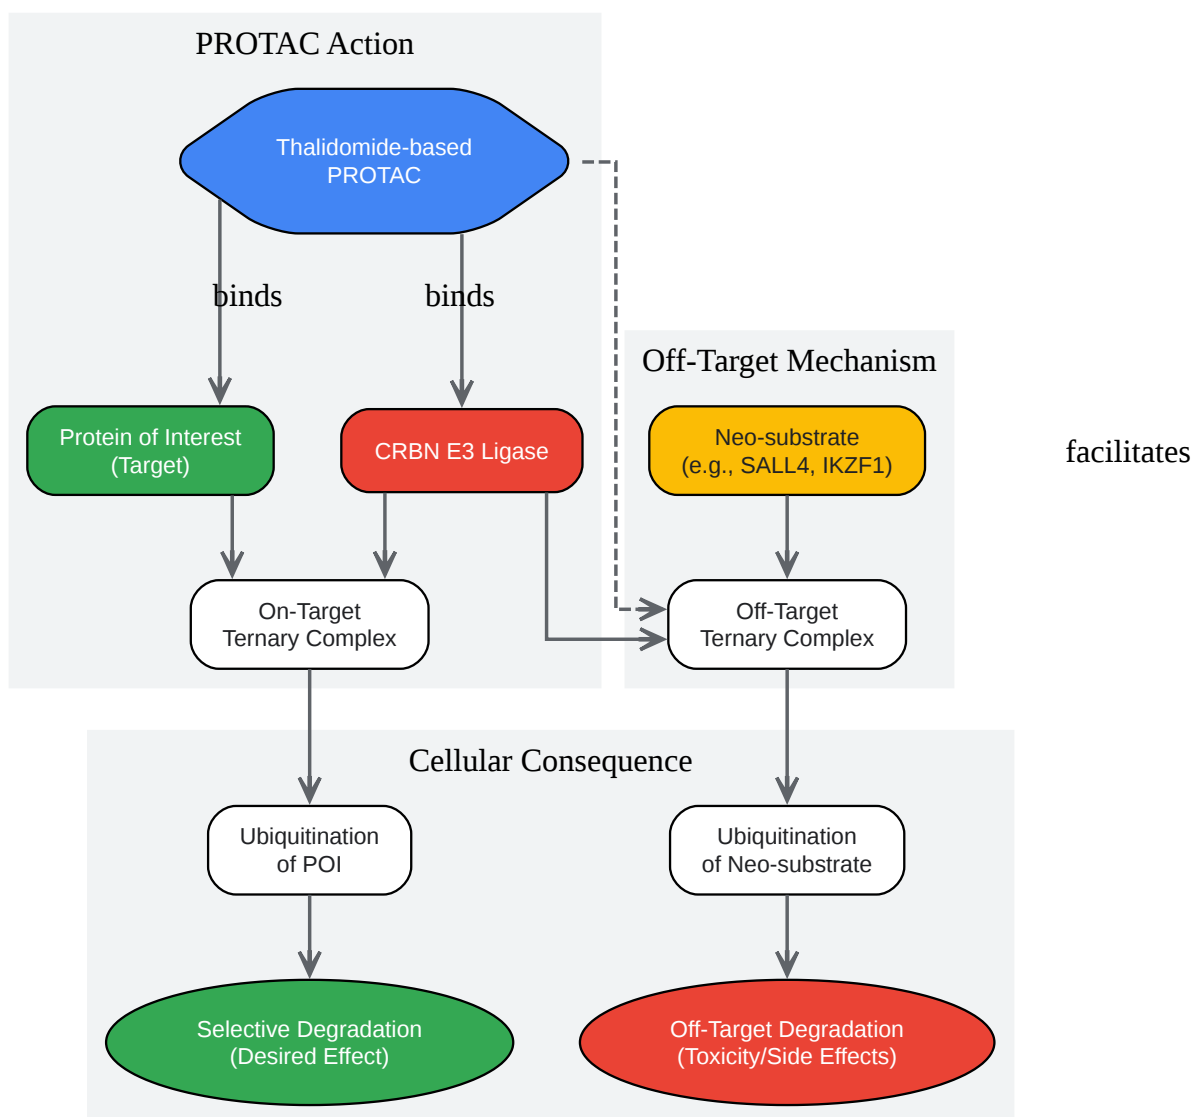 PROTAC Action
Thalidomide-based
PROTAC
binds
binds
Off-Target Mechanism
Protein of Interest
(Target)
CRBN E3 Ligase
Neo-substrate
(e.g., SALL4, IKZF1)
facilitates
On-Target
Ternary Complex
Off-Target
Ternary Complex
Cellular Consequence
Ubiquitination
of POI
Ubiquitination
of Neo-substrate
Selective Degradation
(Desired Effect)
Off-Target Degradation
(Toxicity/Side Effects)